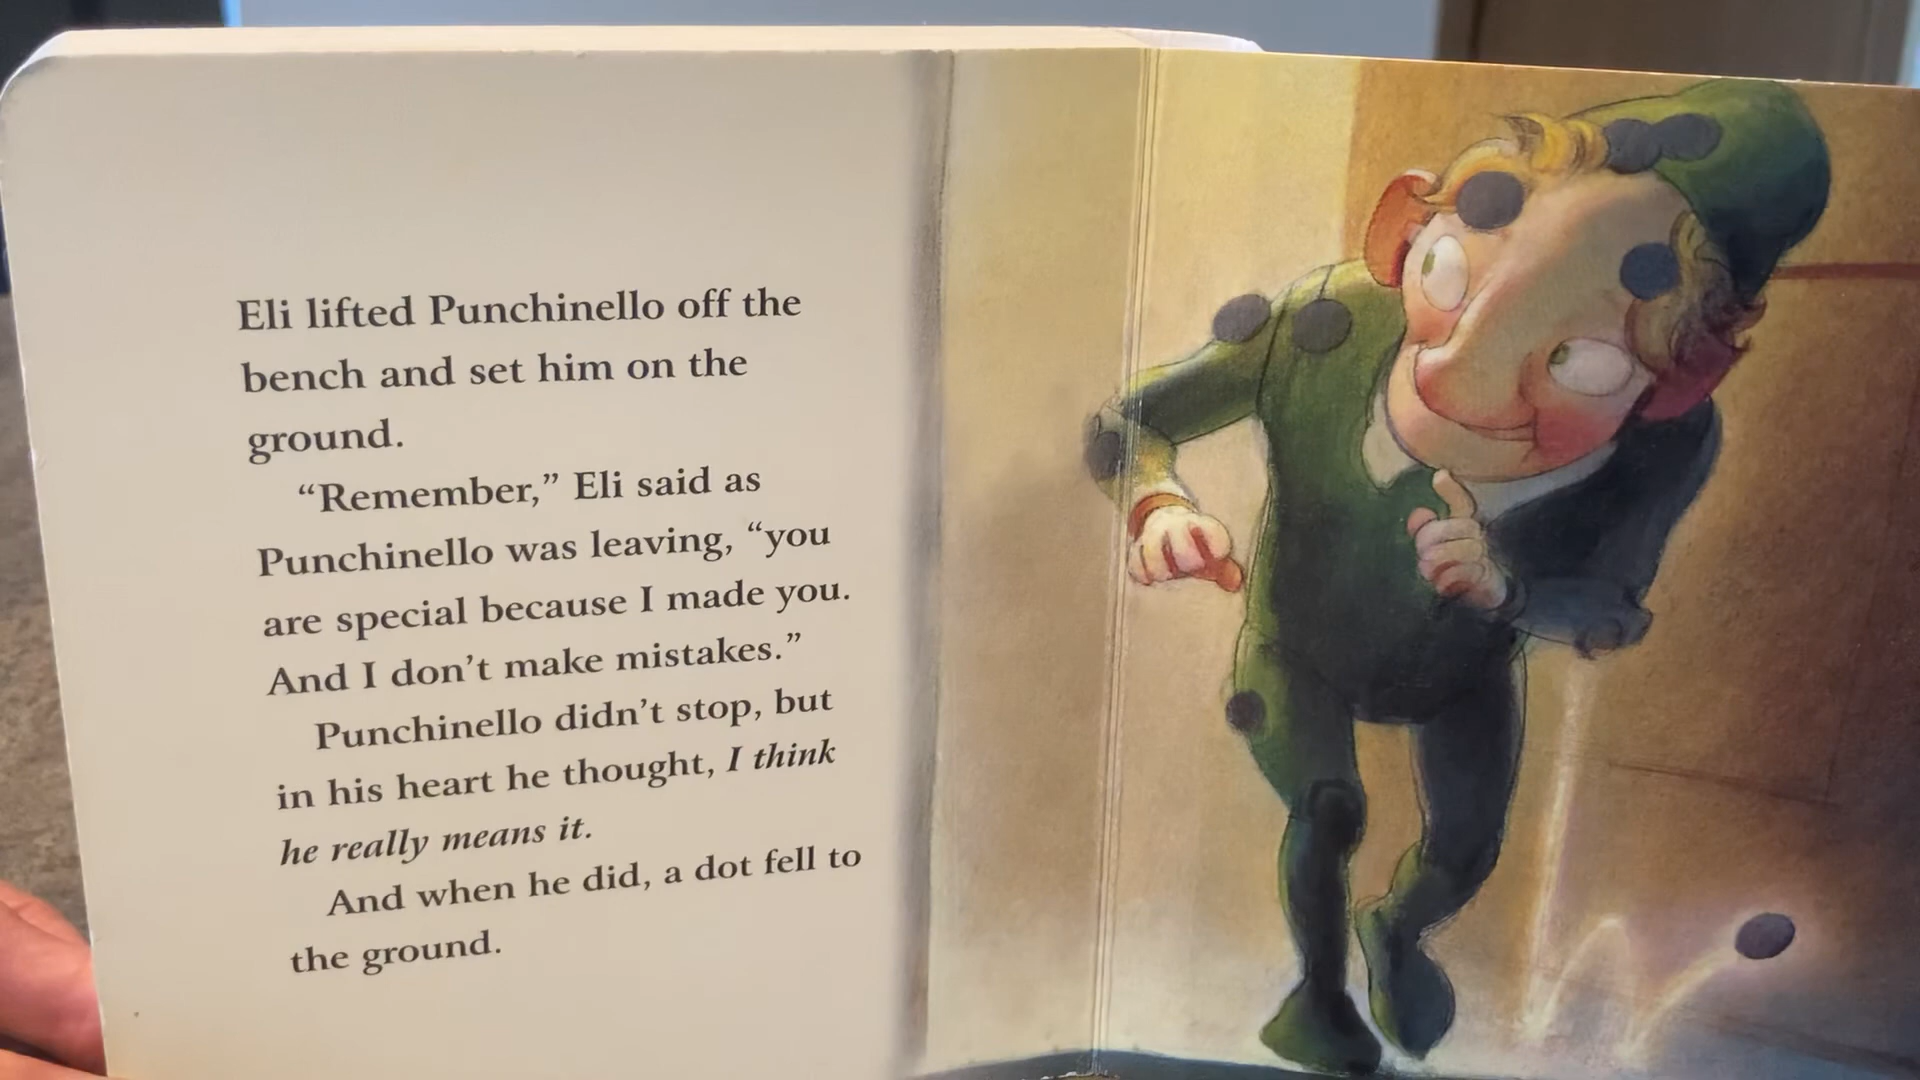 Eli lifted Punchinello off the
bench and set him on the
ground.
“Remember,” Eli said as
Punchinello was leaving, “you
are special because I made you.
And I don’t make mistakes.”
Punchinello didn’t stop, but
in his heart he thought, I think
he really means it.
And when he did, a dot fell to
the ground.